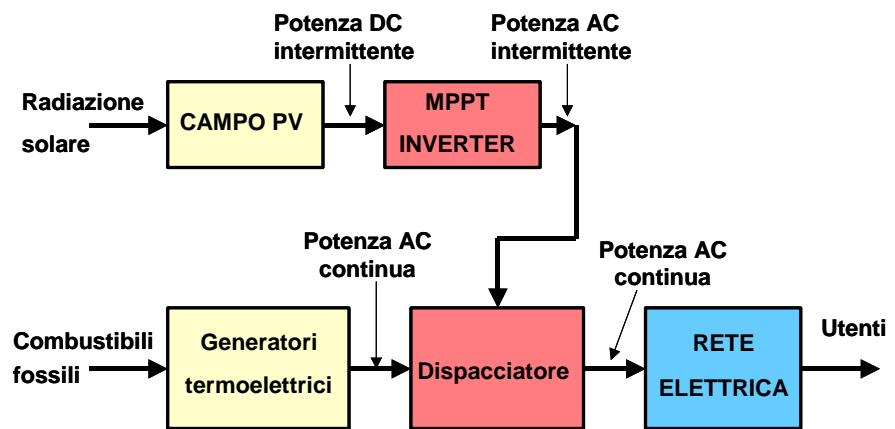 Potenza DC
intermittente
Potenza AC
intermittente
Radiazione
solare
CAMPO PV
MPPT
INVERTER
Potenza AC
continua
Potenza AC
continua
Combustibili
fossili
Generatori
termoelettrici
Dispacciatore
RETE
ELETTRICA
Utenti